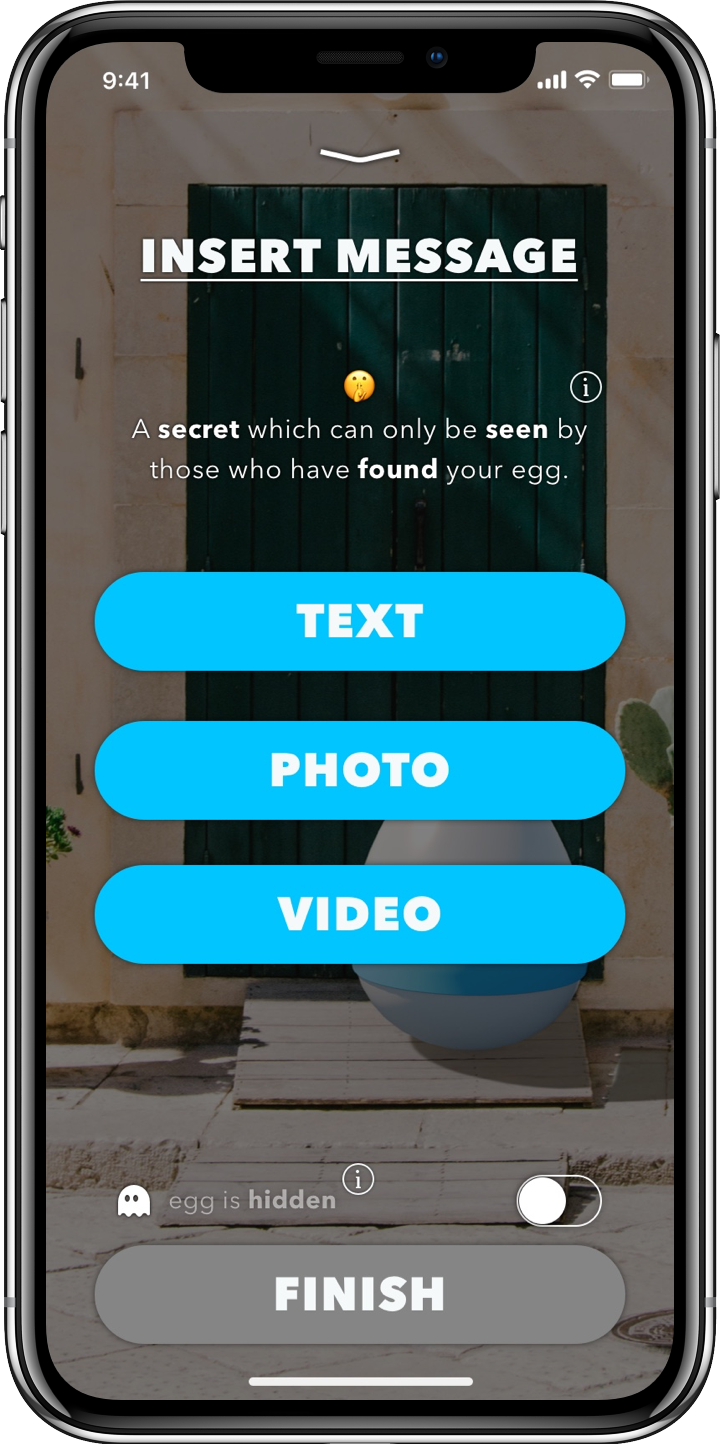 9:41
INSERT MESSAGE
🤫
i
A secret which can only be seen by
those who have found your egg.
TEXT
PHOTO
VIDEO
egg is hidden
i
FINISH